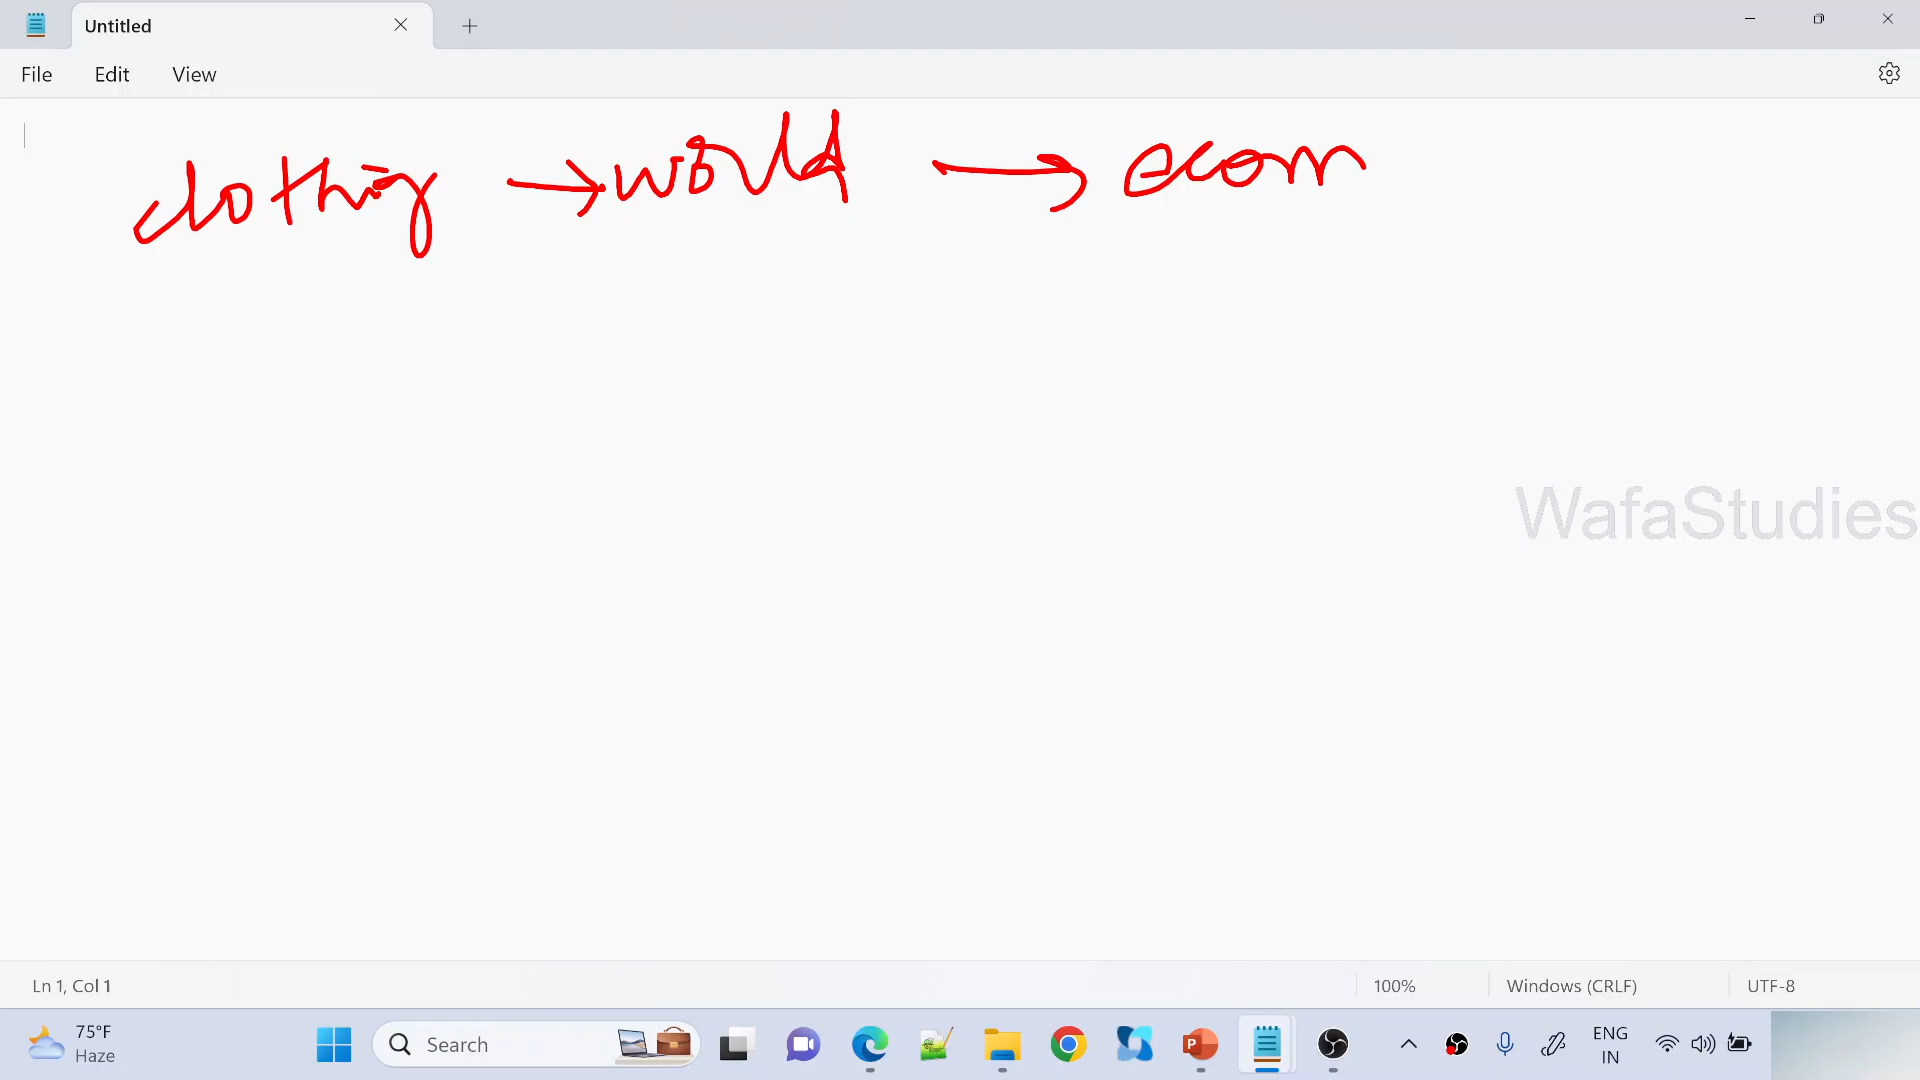 Untitled
File Edit View
clothing → world → ecom
WafaStudies
Ln 1, Col 1 100% Windows (CRLF) UTF-8
75°F
Haze
Search
ENG
IN